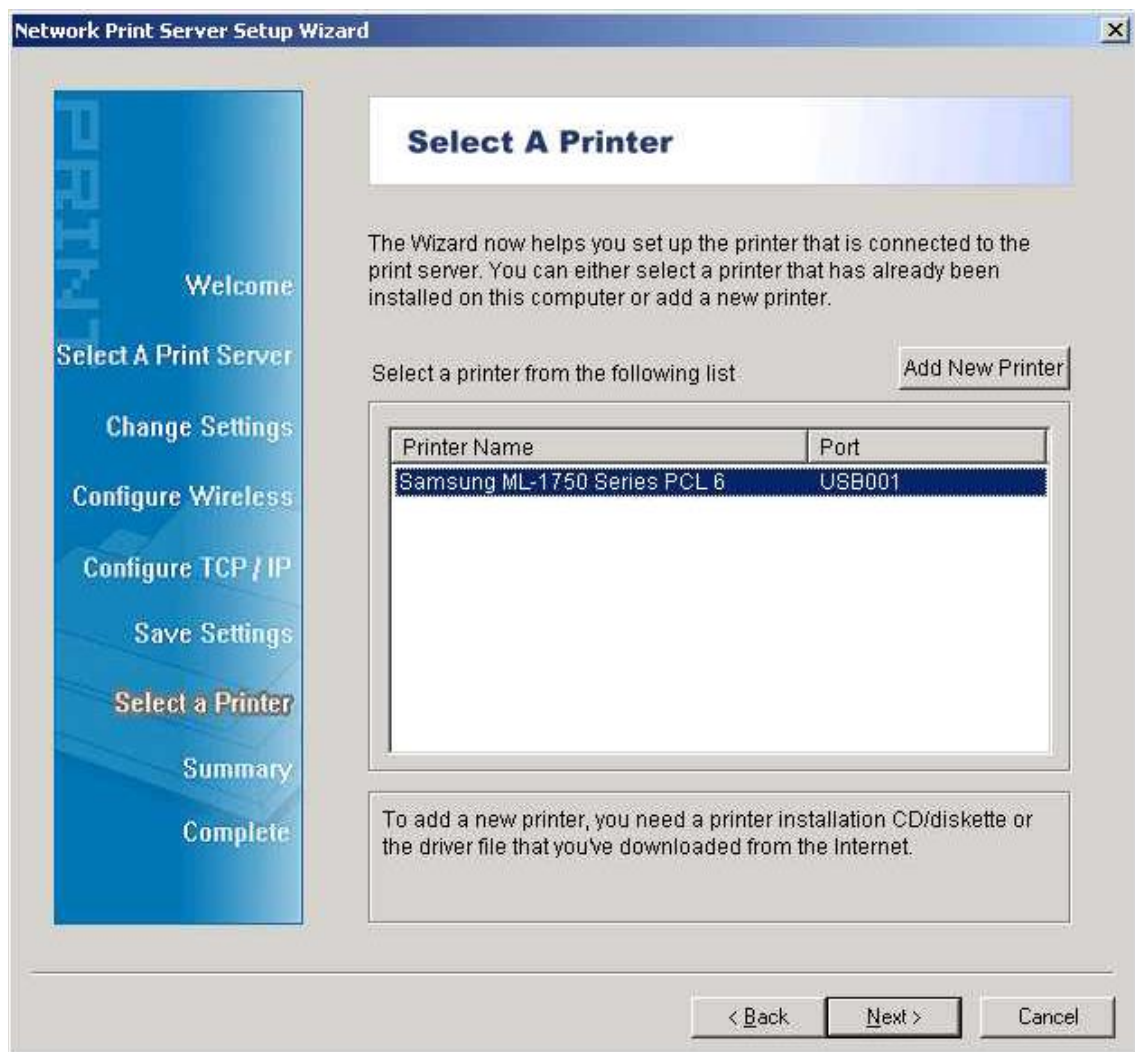 Network Print Server Setup Wizard
PRINT
Welcome
Select A Print Server
Change Settings
Configure Wireless
Configure TCP / IP
Save Settings
Select a Printer
Summary
Complete
Select A Printer
The Wizard now helps you set up the printer that is connected to the
print server. You can either select a printer that has already been
installed on this computer or add a new printer.
Select a printer from the following list
Add New Printer
Printer Name Port
Samsung ML-1750 Series PCL 6 USB001
To add a new printer, you need a printer installation CD/diskette or
the driver file that you've downloaded from the Internet.
< Back
Next >
Cancel